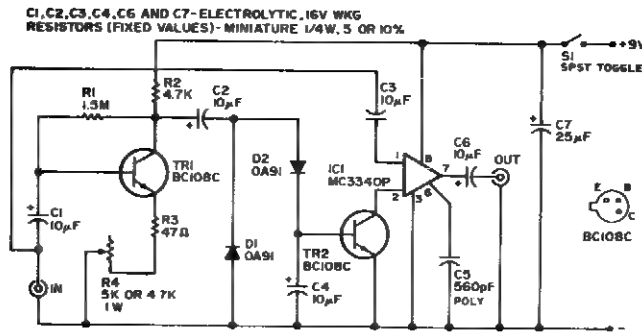 C1,C2,C3,C4,C6 AND C7-ELECTROLYTIC,16V WKG
RESISTORS (FIXED VALUES)-MINIATURE 1/4W, 5 OR 10%
S1
SPST TOGGLE
+9V
R1
1.5M
R2
4.7K
C2
10µF
+
C3
10µF
C7
25µF
+
TR1
BC108C
D2
OA91
IC1
MC3340P
1
2
3
6
7
8
C6
10µF
+
OUT
E
B
C
BC108C
C1
10µF
+
R3
47Ω
D1
OA91
TR2
BC108C
C4
10µF
+
C5
560pF
POLY
IN
R4
5K OR 4.7K
1W
-